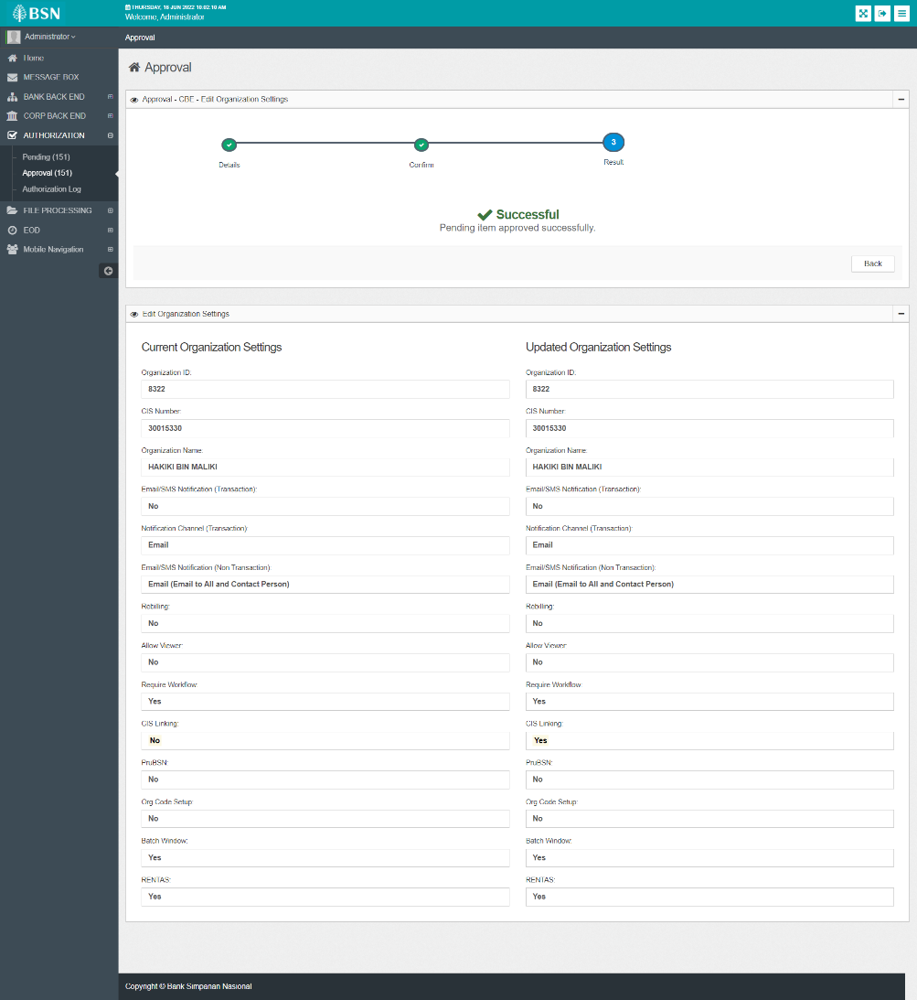 BSN
THURSDAY, 16 JUN 2022 10:02:10 AM
Welcome, Administrator
Administrator
Approval
Home
MESSAGE BOX
BANK BACK END
CORP BACK END
AUTHORIZATION
Pending (151)
Approval (151)
Authorization Log
FILE PROCESSING
EOD
Mobile Navigation
Approval
Approval - CBE - Edit Organization Settings
3
Details
Confirm
Result
Successful
Pending item approved successfully.
Back
Edit Organization Settings
Current Organization Settings
Organization ID:
8322
CIS Number:
30015330
Organization Name:
HAKIKI BIN MALIKI
Email/SMS Notification (Transaction):
No
Notification Channel (Transaction):
Email
Email/SMS Notification (Non Transaction):
Email (Email to All and Contact Person)
Rebilling:
No
Allow Viewer:
No
Require Workflow:
Yes
CIS Linking:
No
PruBSN:
No
Org Code Setup:
No
Batch Window:
Yes
RENTAS:
Yes
Updated Organization Settings
Organization ID:
8322
CIS Number:
30015330
Organization Name:
HAKIKI BIN MALIKI
Email/SMS Notification (Transaction):
No
Notification Channel (Transaction):
Email
Email/SMS Notification (Non Transaction):
Email (Email to All and Contact Person)
Rebilling:
No
Allow Viewer:
No
Require Workflow:
Yes
CIS Linking:
Yes
PruBSN:
No
Org Code Setup:
No
Batch Window:
Yes
RENTAS:
Yes
Copyright © Bank Simpanan Nasional